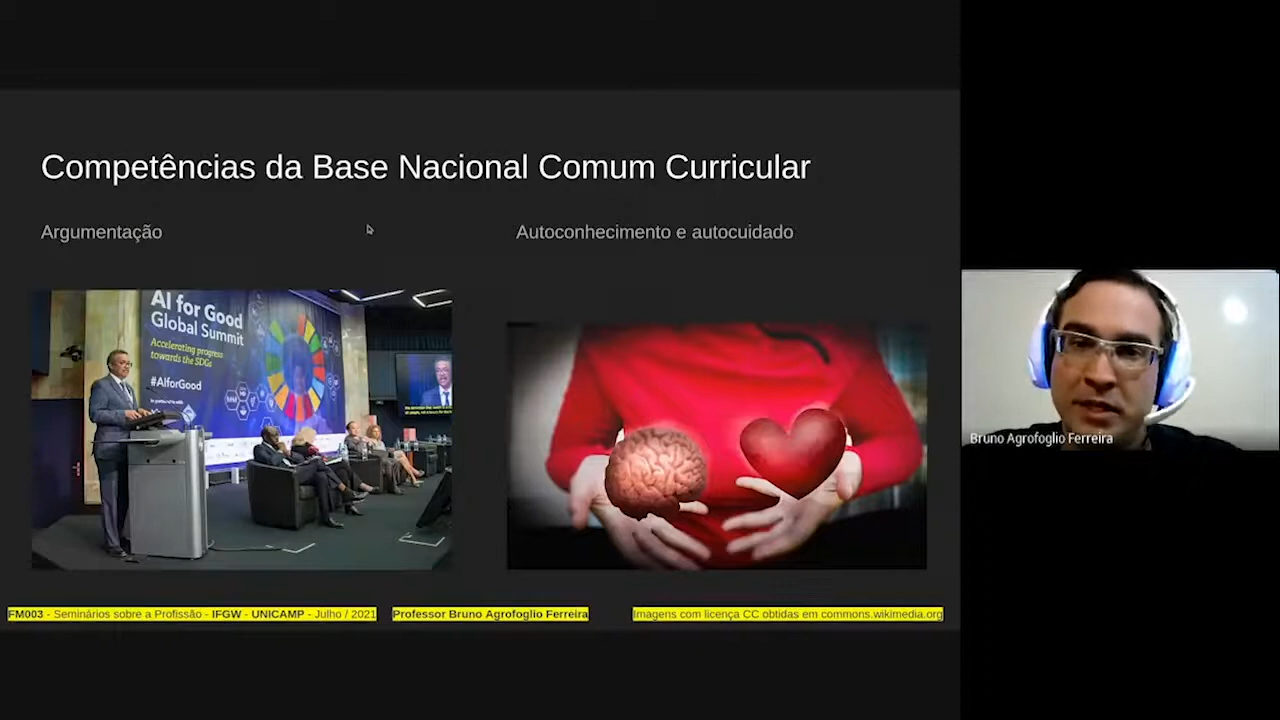 Competências da Base Nacional Comum Curricular
Argumentação
Autoconhecimento e autocuidado
AI for Good
Global Summit
Accelerating progress
towards the SDGs
#AIforGood
Bruno Agrofoglio Ferreira
FM003 - Seminários sobre a Profissão - IFGW - UNICAMP - Julho / 2021
Professor Bruno Agrofoglio Ferreira
Imagens com licença CC obtidas em commons.wikimedia.org